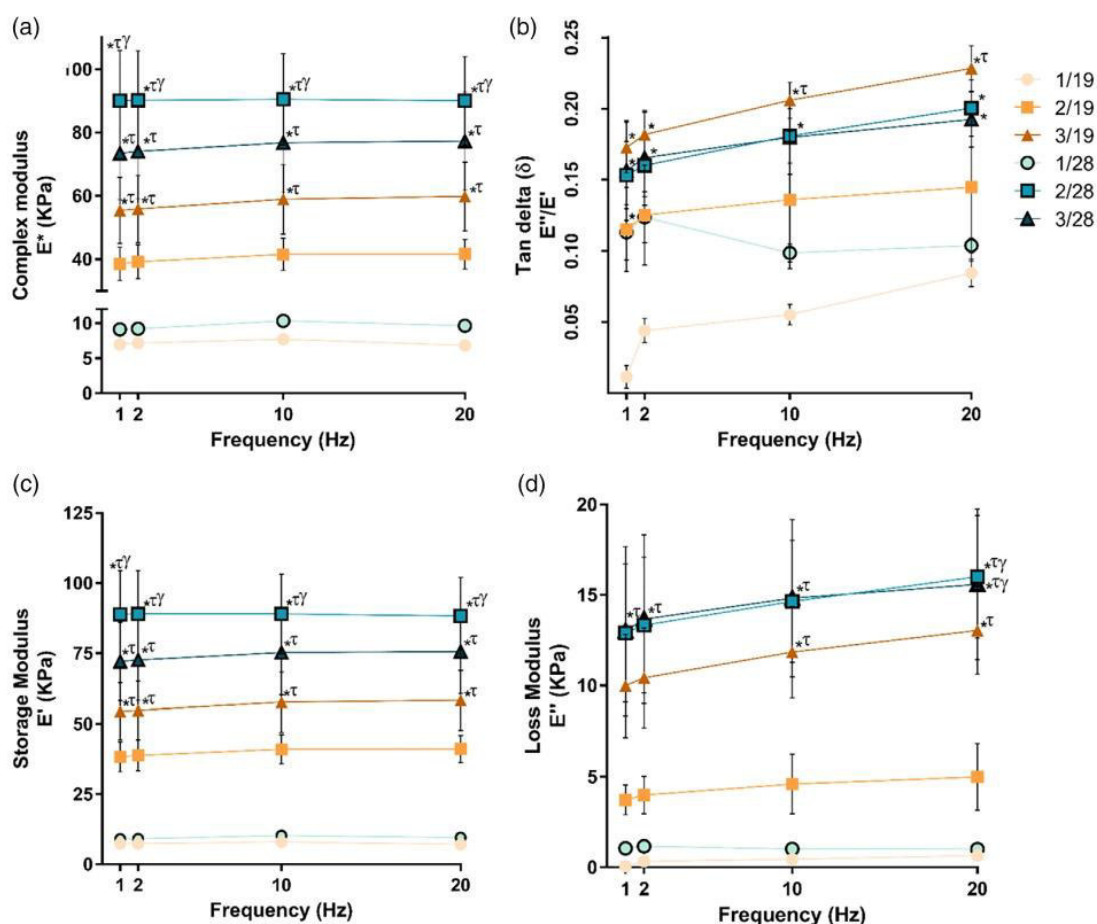 (a)
Complex modulus
E* (KPa)
00
80
60
40
10
5
0
*τγ
*τγ
*τγ
*τγ
*τ
*τ
*τ
*τ
*τ
*τ
*τ
*τ
1 2 10 20
Frequency (Hz)
(b)
Tan delta (δ)
E"/E'
0.25
0.20
0.15
0.10
0.05
*τ
*τ
*
*
*
*
*
*
*
*
1 2 10 20
Frequency (Hz)
1/19
2/19
3/19
1/28
2/28
3/28
(c)
Storage Modulus
E' (KPa)
125
100
75
50
25
0
*τγ
*τγ
*τγ
*τγ
*τ
*τ
*τ
*τ
*τ
*τ
*τ
*τ
1 2 10 20
Frequency (Hz)
(d)
Loss Modulus
E" (KPa)
20
15
10
5
0
*τ
*τ
*τ
*τγ
*τγ
*τ
*τ
1 2 10 20
Frequency (Hz)